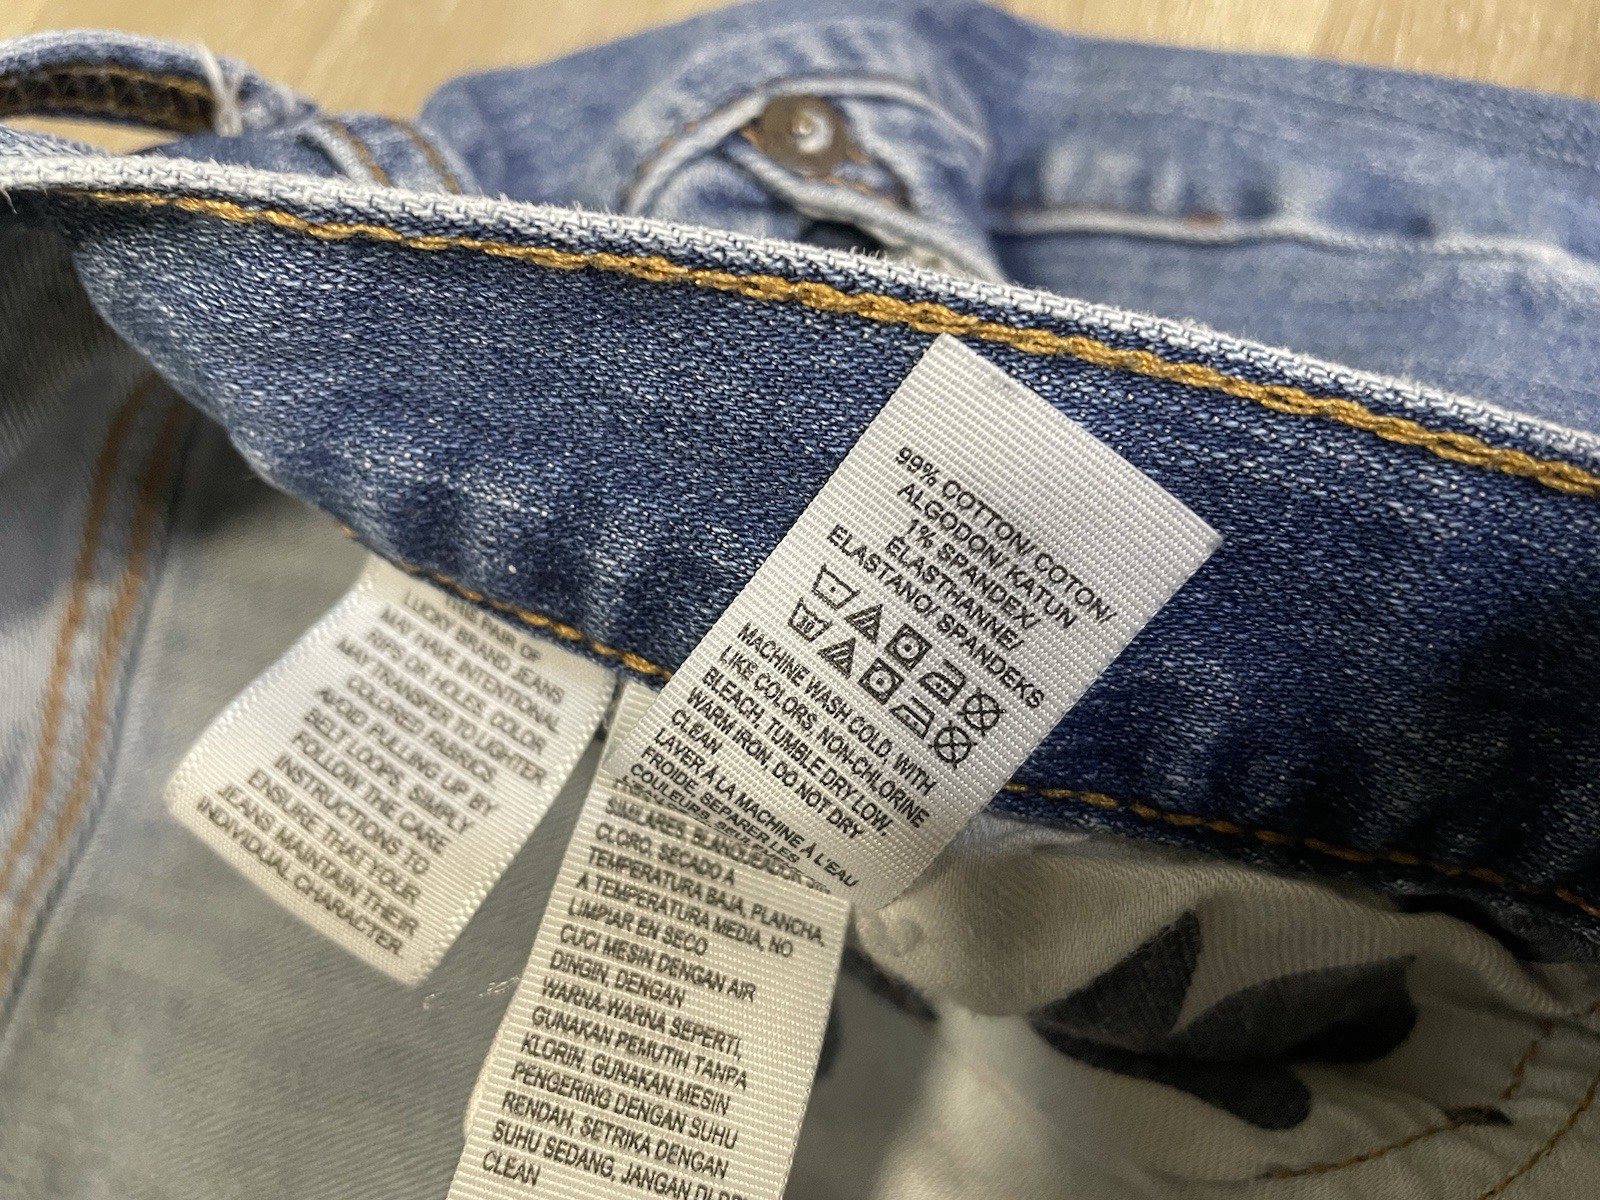 99% COTTON/ COTON/
ALGODON/ KATUN
1% SPANDEX/
ÉLASTHANNE/
ELASTANO/ SPANDEKS
30
MACHINE WASH COLD, WITH
LIKE COLORS, NON-CHLORINE
BLEACH, TUMBLE DRY LOW.
WARM IRON, DO NOT DRY
CLEAN
LAVER À LA MACHINE À L'EAU
FROIDE, SEPARER LES
COULEURS,
THIS PAIR OF
LUCKY BRAND JEANS
MAY HAVE INTENTIONAL
RIPS OR HOLES. COLOR
MAY TRANSFER TO LIGHTER
COLORED FABRICS.
AVOID PULLING UP BY
BELT LOOPS. SIMPLY
FOLLOW THE CARE
INSTRUCTIONS TO
ENSURE THAT YOUR
JEANS MAINTAIN THEIR
INDIVIDUAL CHARACTER.
SIMILARES, BLANQUEADOR
CLORO, SECADO A
TEMPERATURA BAJA, PLANCHA,
A TEMPERATURA MEDIA, NO
LIMPIAR EN SECO
CUCI MESIN DENGAN AIR
DINGIN, DENGAN
WARNA-WARNA SEPERTI,
GUNAKAN PEMUTIH TANPA
KLORIN, GUNAKAN MESIN
PENGERING DENGAN SUHU
RENDAH, SETRIKA DENGAN
SUHU SEDANG, JANGAN DI
CLEAN